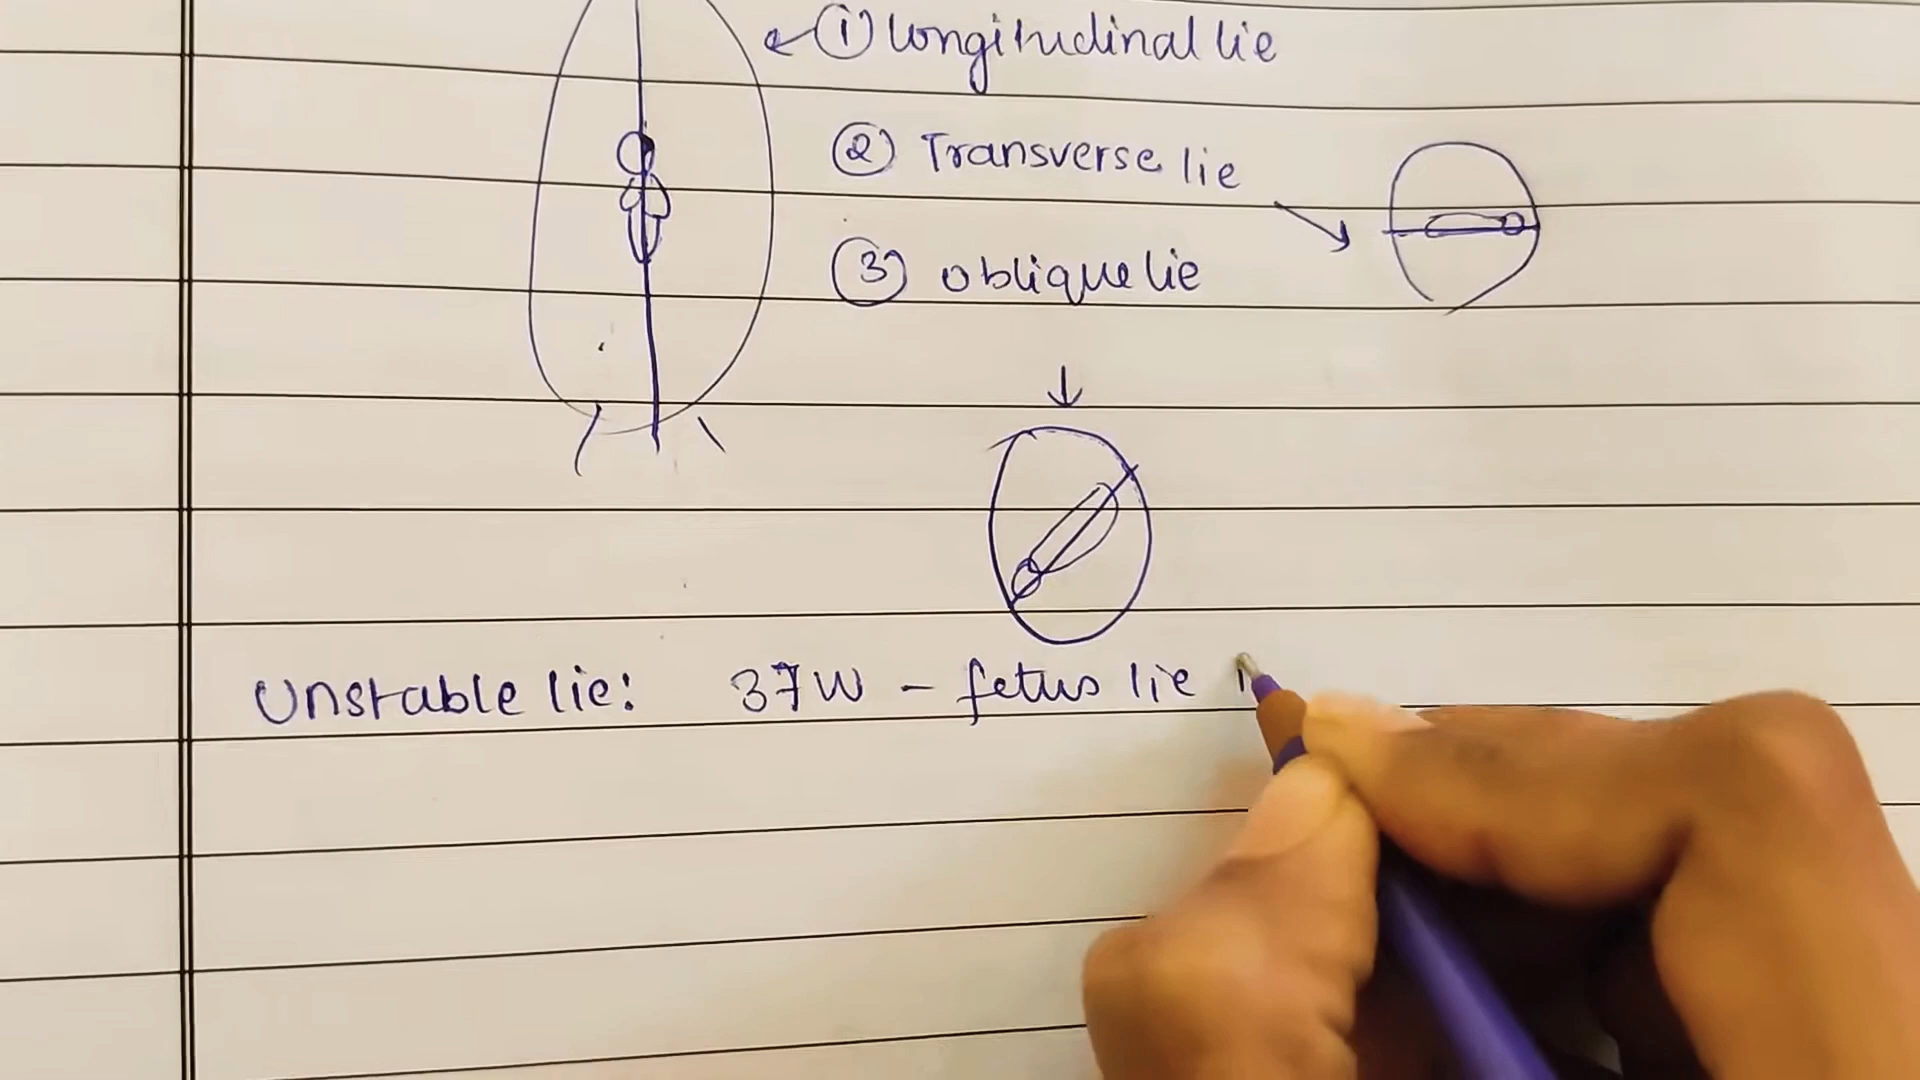 ① longitudinal lie
② Transverse lie
③ oblique lie
Unstable lie: 37W - fetus lie